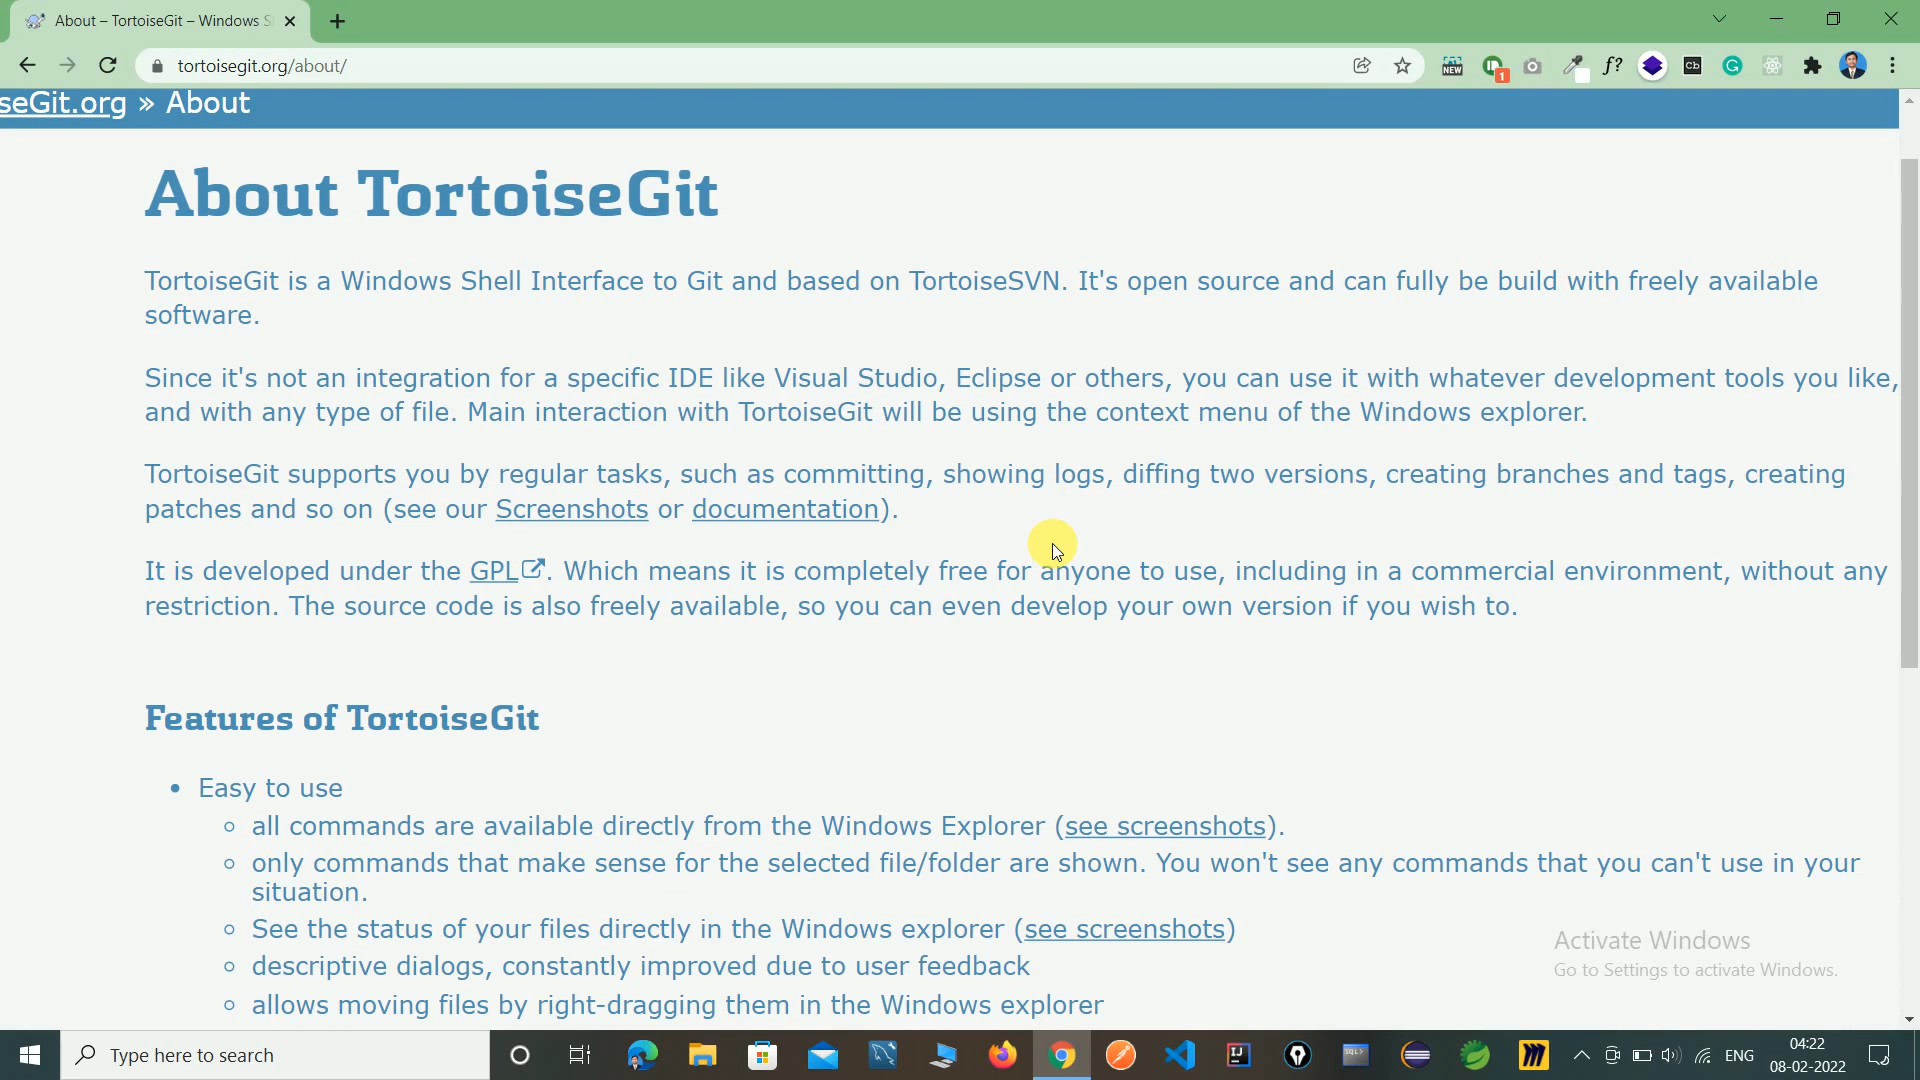 About – TortoiseGit – Windows S
tortoisegit.org/about/
NEW
1
f?
Cb
seGit.org » About
About TortoiseGit
TortoiseGit is a Windows Shell Interface to Git and based on TortoiseSVN. It's open source and can fully be build with freely available
software.
Since it's not an integration for a specific IDE like Visual Studio, Eclipse or others, you can use it with whatever development tools you like,
and with any type of file. Main interaction with TortoiseGit will be using the context menu of the Windows explorer.
TortoiseGit supports you by regular tasks, such as committing, showing logs, diffing two versions, creating branches and tags, creating
patches and so on (see our Screenshots or documentation).
It is developed under the GPL. Which means it is completely free for anyone to use, including in a commercial environment, without any
restriction. The source code is also freely available, so you can even develop your own version if you wish to.
Features of TortoiseGit
• Easy to use
◦ all commands are available directly from the Windows Explorer (see screenshots).
◦ only commands that make sense for the selected file/folder are shown. You won't see any commands that you can't use in your
situation.
◦ See the status of your files directly in the Windows explorer (see screenshots)
◦ descriptive dialogs, constantly improved due to user feedback
◦ allows moving files by right-dragging them in the Windows explorer
Activate Windows
Go to Settings to activate Windows.
Type here to search
IJ
SQL>
ENG
04:22
08-02-2022